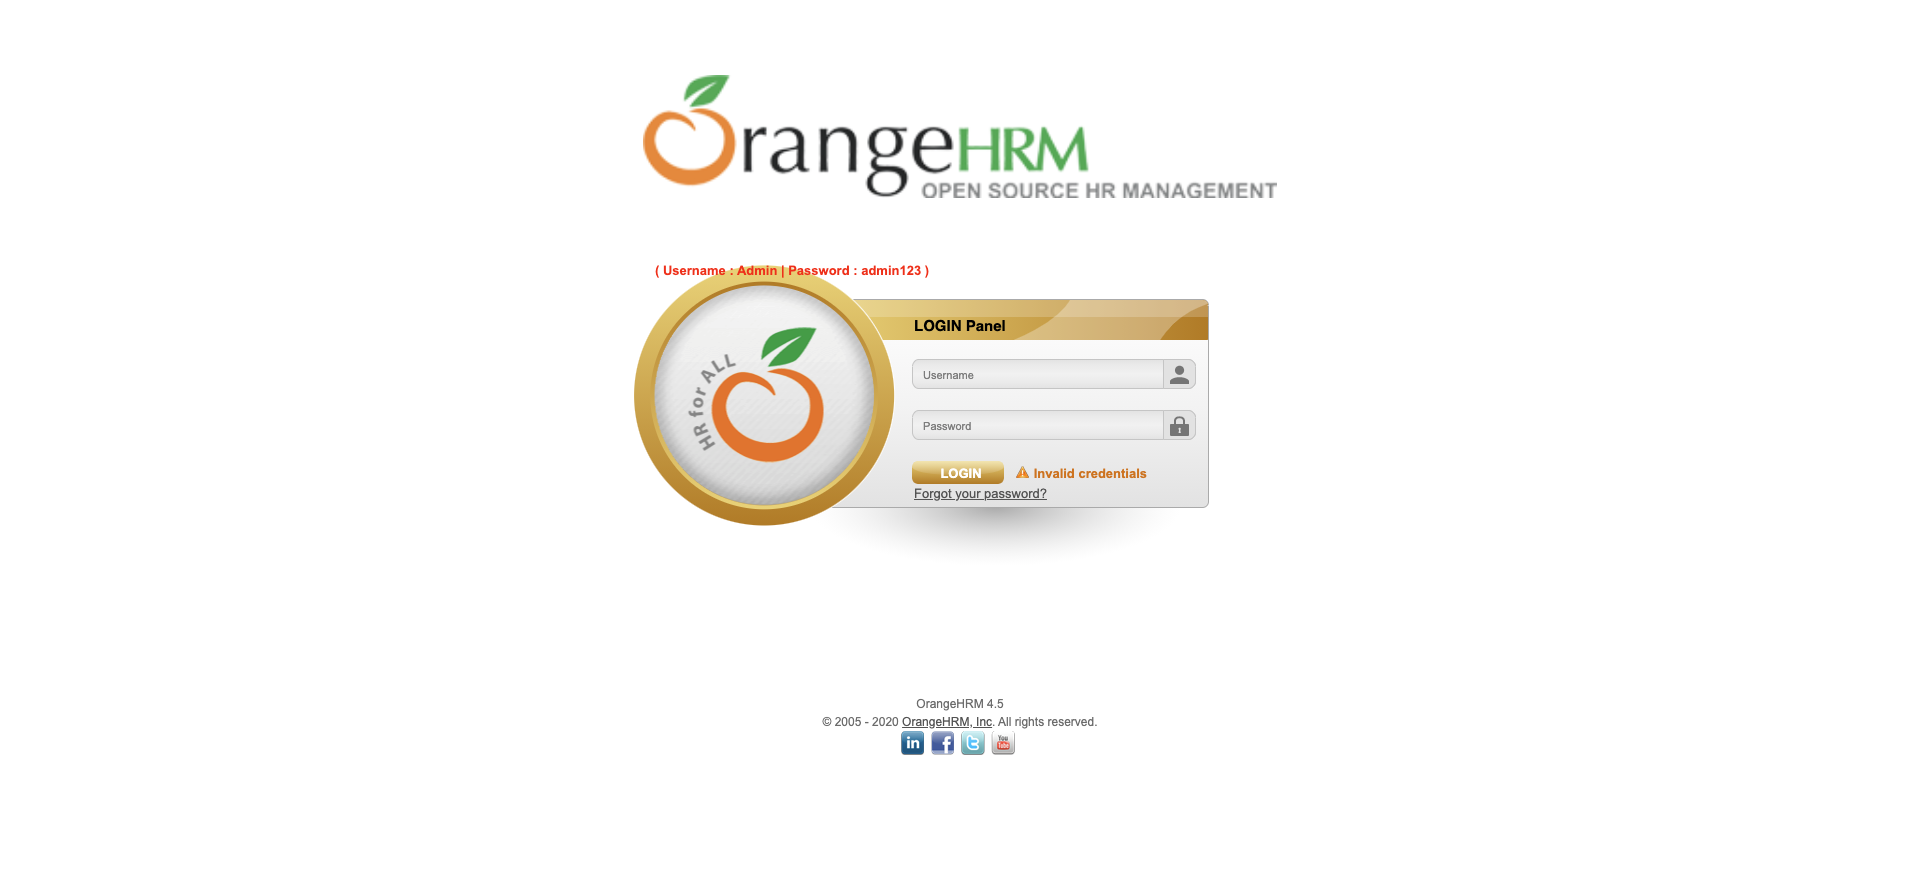 OrangeHRM
OPEN SOURCE HR MANAGEMENT
( Username : Admin | Password : admin123 )
HR for ALL
LOGIN Panel
Username
Password
LOGIN Invalid credentials
Forgot your password?
OrangeHRM 4.5
© 2005 - 2020 OrangeHRM, Inc. All rights reserved.
in f t You Tube